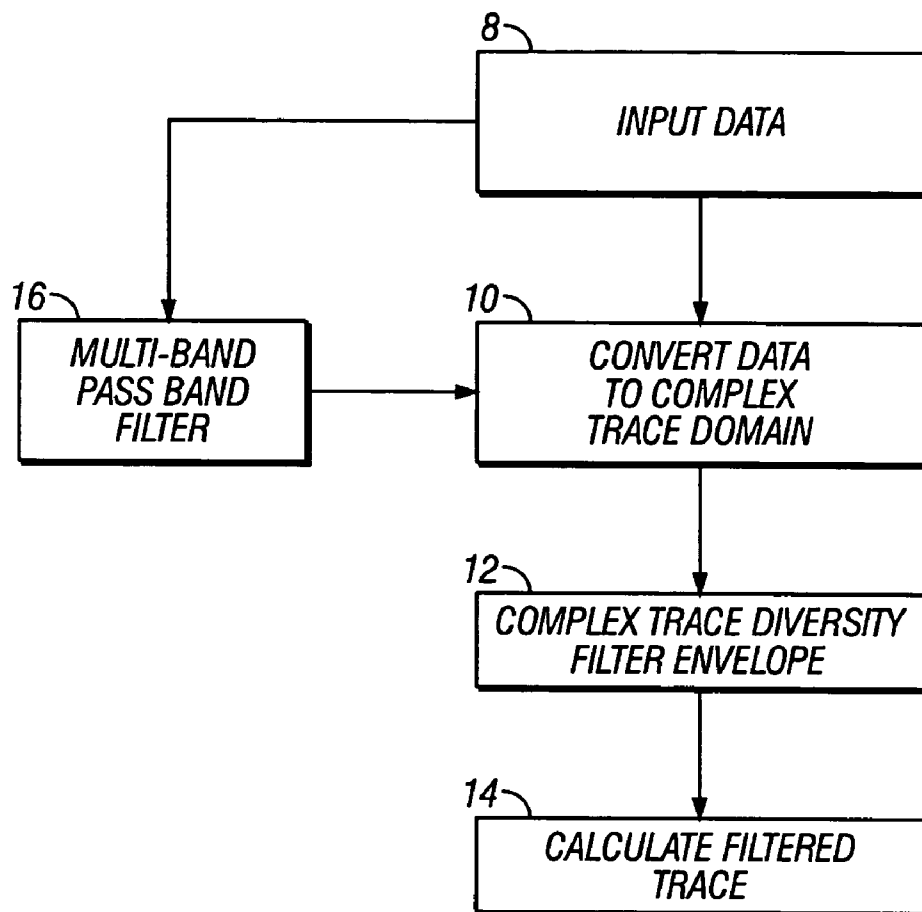 8
INPUT DATA
16
MULTI-BAND
PASS BAND
FILTER
10
CONVERT DATA
TO COMPLEX
TRACE DOMAIN
12
COMPLEX TRACE DIVERSITY
FILTER ENVELOPE
14
CALCULATE FILTERED
TRACE